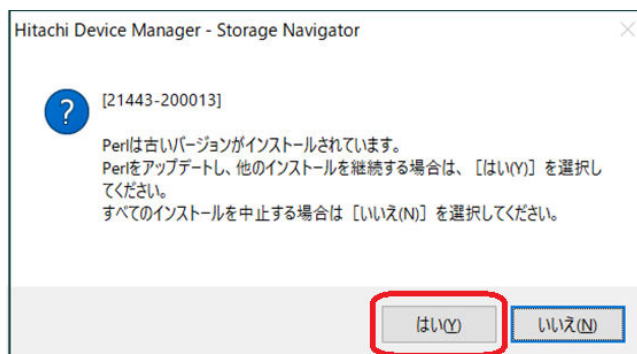 Hitachi Device Manager - Storage Navigator
[21443-200013]
Perlは古いバージョンがインストールされています。
Perlをアップデートし、他のインストールを継続する場合は、［はい(Y)］を選択し
てください。
すべてのインストールを中止する場合は［いいえ(N)］を選択してください。
はい(Y)
いいえ(N)